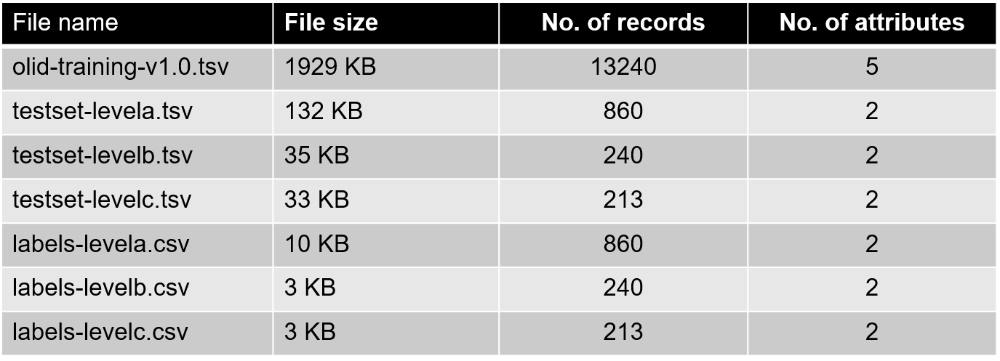 File name File size No. of records No. of attributes
olid-training-v1.0.tsv 1929 KB 13240 5
testset-levela.tsv 132 KB 860 2
testset-levelb.tsv 35 KB 240 2
testset-levelc.tsv 33 KB 213 2
labels-levela.csv 10 KB 860 2
labels-levelb.csv 3 KB 240 2
labels-levelc.csv 3 KB 213 2